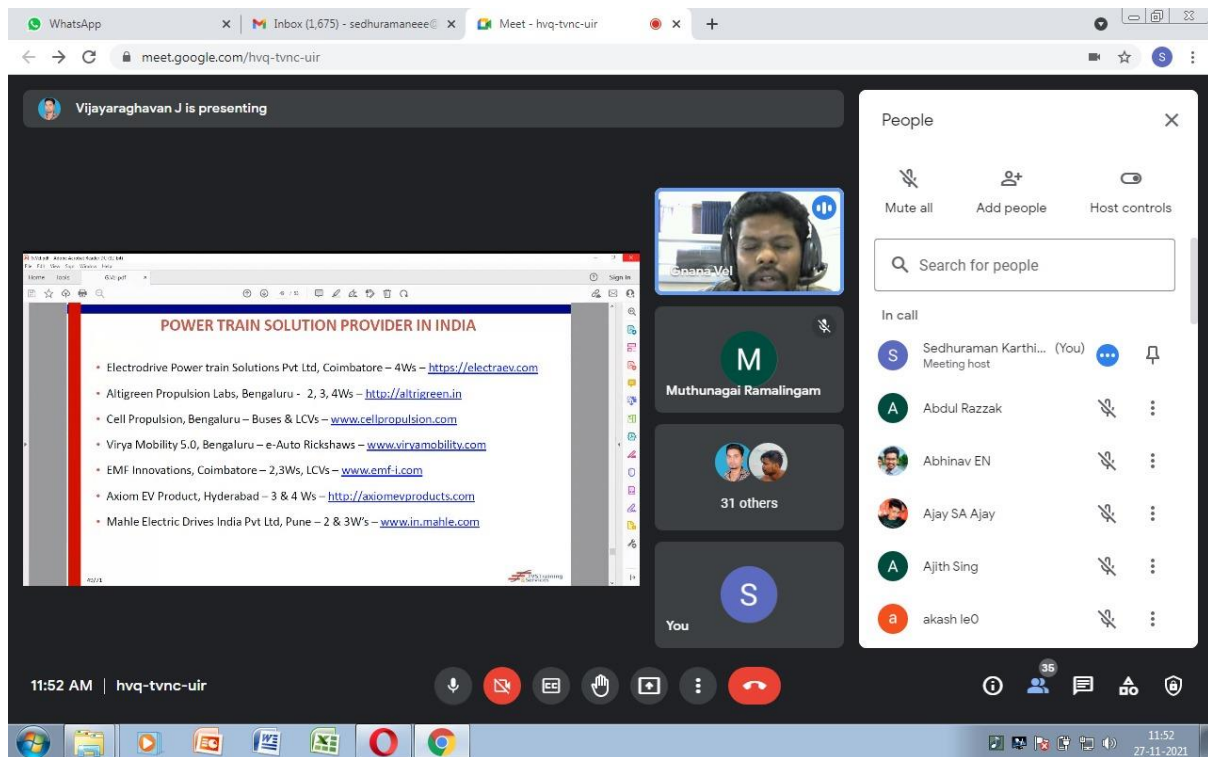 WhatsApp
Inbox (1,675) - sedhuramaneee@
Meet - hvq-tvnc-uir
meet.google.com/hvq-tvnc-uir
S
Vijayaraghavan J is presenting
Home Tools
Sign In
POWER TRAIN SOLUTION PROVIDER IN INDIA
• Electrodrive Power train Solutions Pvt Ltd, Coimbatore – 4Ws – https://electraev.com
• Altigreen Propulsion Labs, Bengaluru - 2, 3, 4Ws – http://altrigreen.in
• Cell Propulsion, Bengaluru – Buses & LCVs – www.cellpropulsion.com
• Virya Mobility 5.0, Bengaluru – e-Auto Rickshaws – www.viryamobility.com
• EMF Innovations, Coimbatore – 2,3Ws, LCVs – www.emf-i.com
• Axiom EV Product, Hyderabad – 3 & 4 Ws – http://axiomevproducts.com
• Mahle Electric Drives India Pvt Ltd, Pune – 2 & 3W's – www.in.mahle.com
Gnana Vel
M
Muthunagai Ramalingam
31 others
S
You
People
Mute all Add people Host controls
Search for people
In call
S Sedhuraman Karthi... (You)
Meeting host
A Abdul Razzak
Abhinav EN
Ajay SA Ajay
A Ajith Sing
a akash le0
11:52 AM | hvq-tvnc-uir
CC
35
11:52
27-11-2021